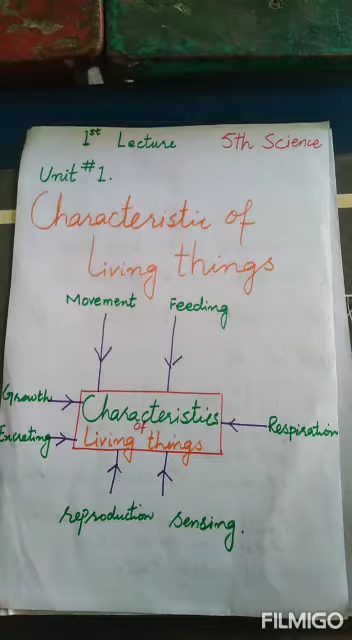 1st Lecture 5th Science
Unit #1.
Characteristic of
Living things
Movement Feeding
Growth
Characteristics
of
Respiration
Excreting
Living things
reproduction sensing.
FILMIGO